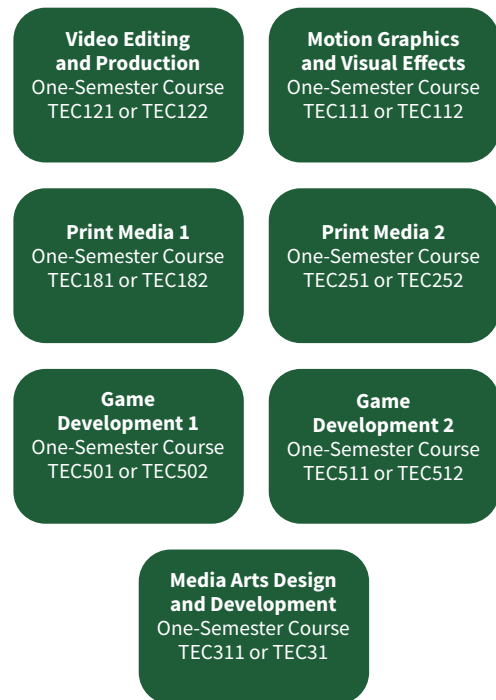 Video Editing
and Production
One-Semester Course
TEC121 or TEC122
Motion Graphics
and Visual Effects
One-Semester Course
TEC111 or TEC112
Print Media 1
One-Semester Course
TEC181 or TEC182
Print Media 2
One-Semester Course
TEC251 or TEC252
Game
Development 1
One-Semester Course
TEC501 or TEC502
Game
Development 2
One-Semester Course
TEC511 or TEC512
Media Arts Design
and Development
One-Semester Course
TEC311 or TEC31